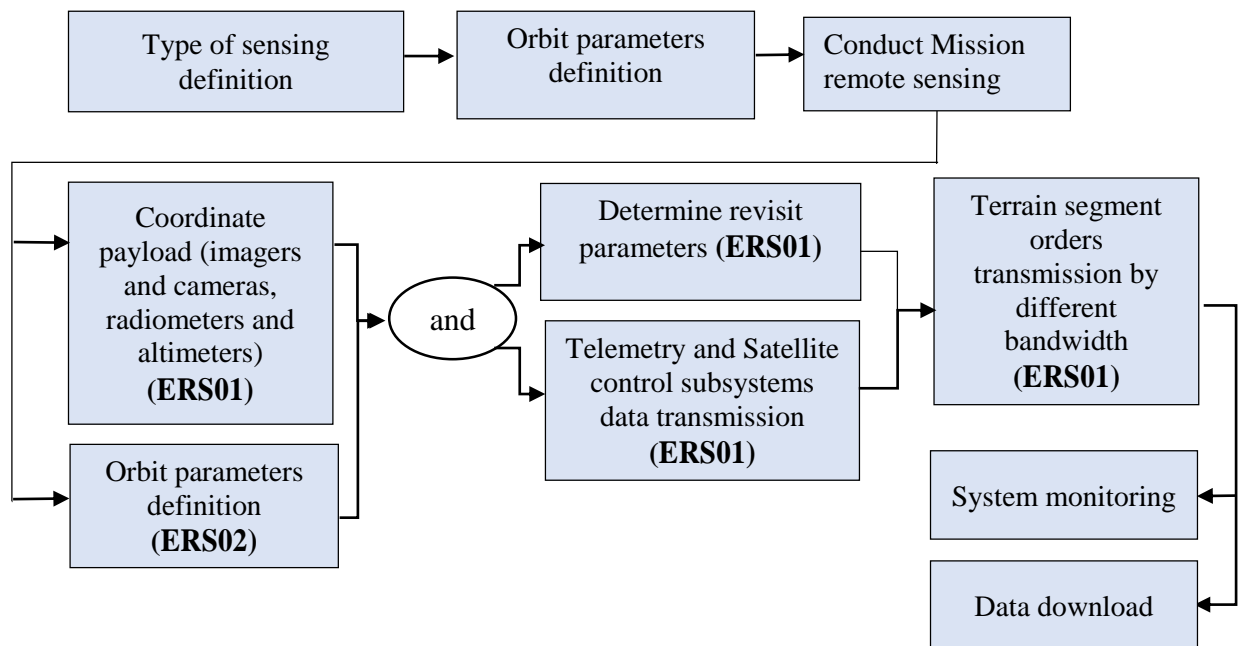 Type of sensing
definition
Orbit parameters
definition
Conduct Mission
remote sensing
Coordinate
payload (imagers
and cameras,
radiometers and
altimeters)
(ERS01)
Orbit parameters
definition
(ERS02)
and
Determine revisit
parameters (ERS01)
Telemetry and Satellite
control subsystems
data transmission
(ERS01)
Terrain segment
orders
transmission by
different
bandwidth
(ERS01)
System monitoring
Data download